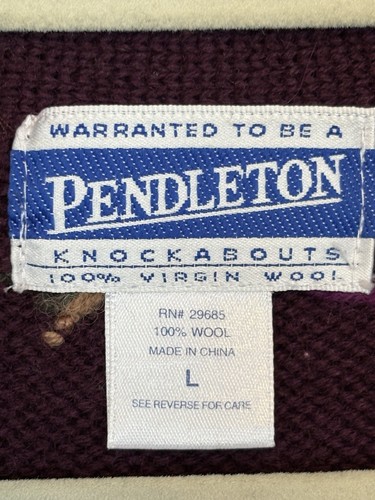 WARRANTED TO BE A
PENDLETON
KNOCKABOUTS
100% VIRGIN WOOL
RN# 29685
100% WOOL
MADE IN CHINA
L
SEE REVERSE FOR CARE